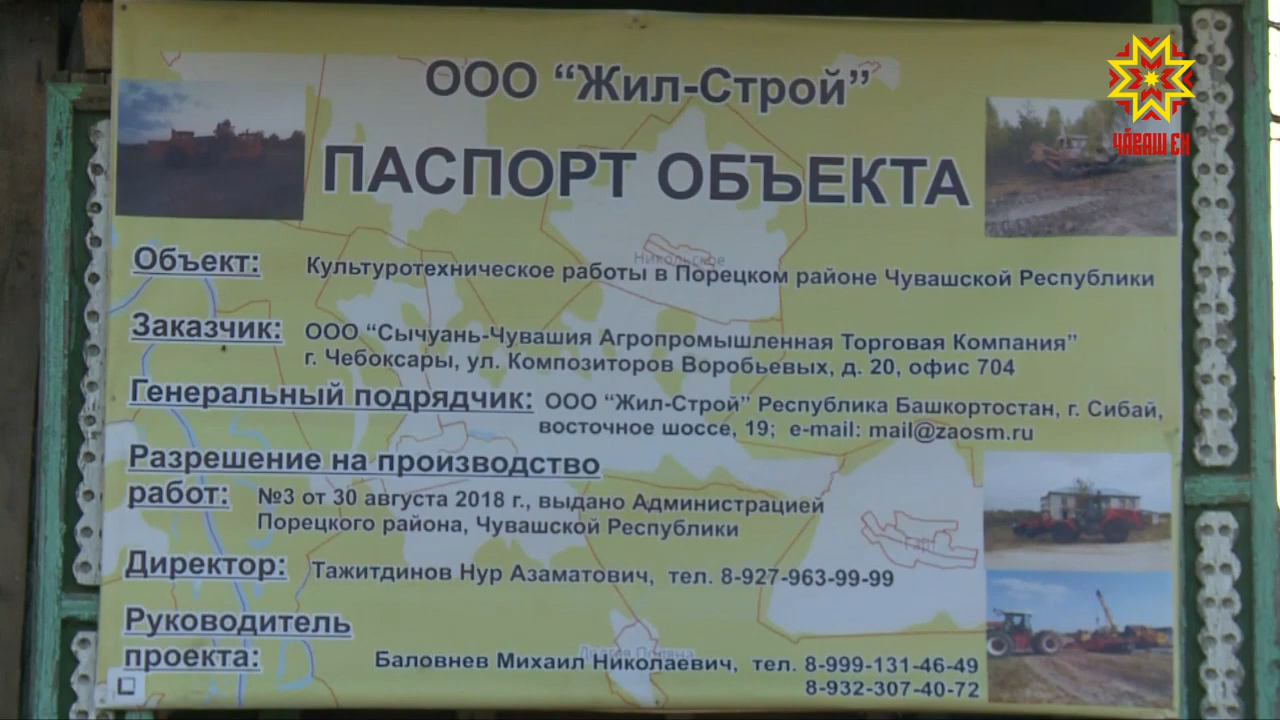 ООО “Жил-Строй”
ЧӐВАШ ЕН
ПАСПОРТ ОБЪЕКТА
Никольское
Объект: Культуротехническое работы в Порецком районе Чувашской Республики
Заказчик: ООО “Сычуань-Чувашия Агропромышленная Торговая Компания”
г. Чебоксары, ул. Композиторов Воробьевых, д. 20, офис 704
Генеральный подрядчик: ООО “Жил-Строй” Республика Башкортостан, г. Сибай,
восточное шоссе, 19; e-mail: mail@zaosm.ru
Разрешение на производство
работ: №3 от 30 августа 2018 г., выдано Администрацией
Порецкого района, Чувашской Республики
Директор: Тажитдинов Нур Азаматович, тел. 8-927-963-99-99
Руководитель
проекта: Баловнев Михаил Николаевич, тел. 8-999-131-46-49
8-932-307-40-72